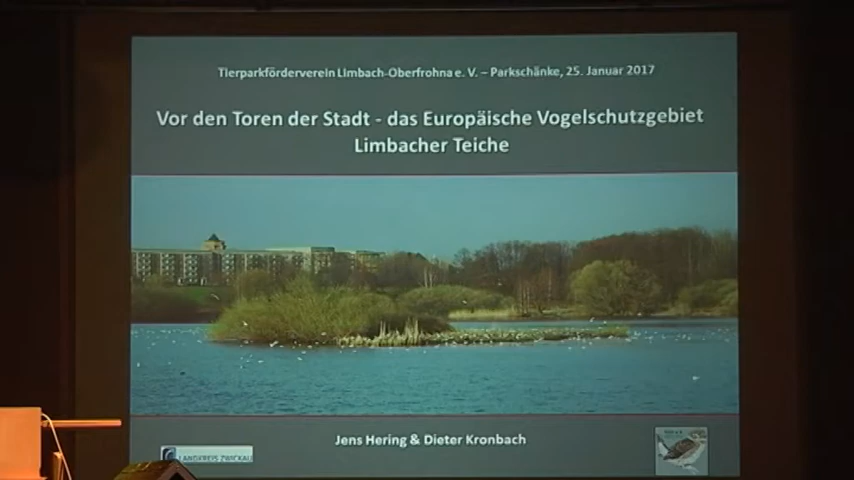 Tierparkförderverein Limbach-Oberfrohna e. V. – Parkschänke, 25. Januar 2017
Vor den Toren der Stadt - das Europäische Vogelschutzgebiet
Limbacher Teiche
Jens Hering & Dieter Kronbach
LANDKREIS ZWICKAU